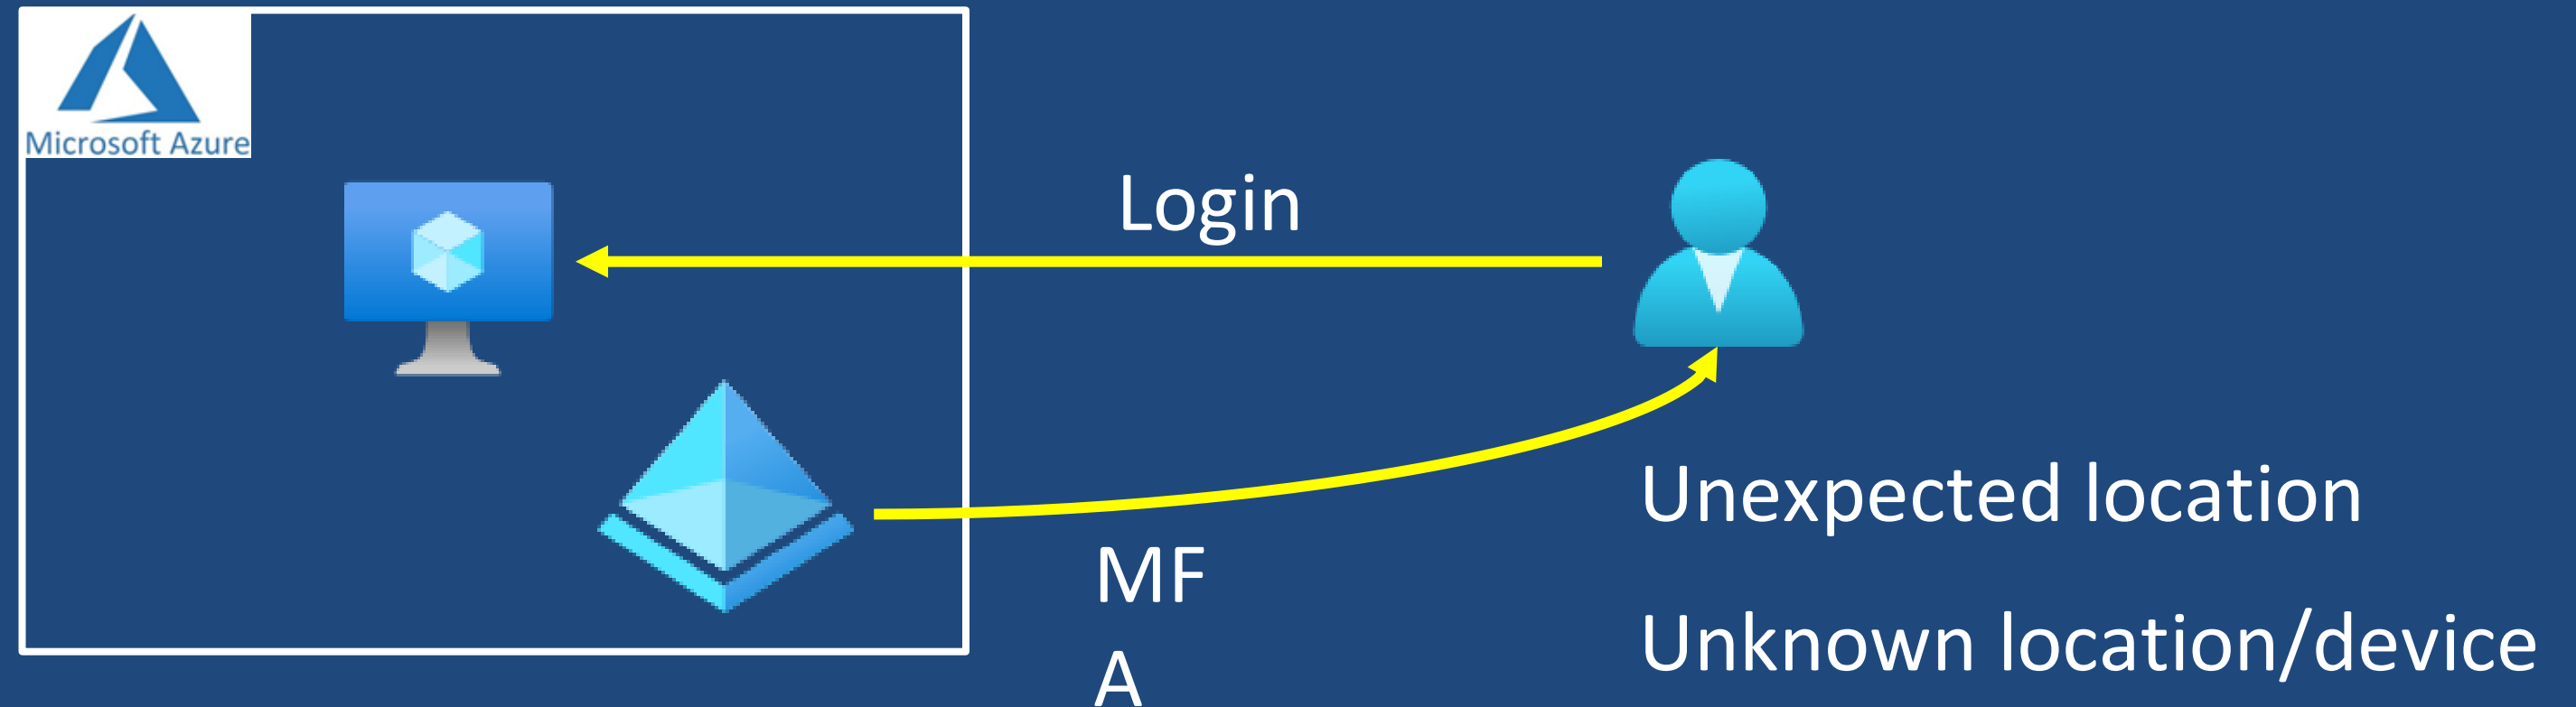 Microsoft Azure
Login
MF
A
Unexpected location
Unknown location/device